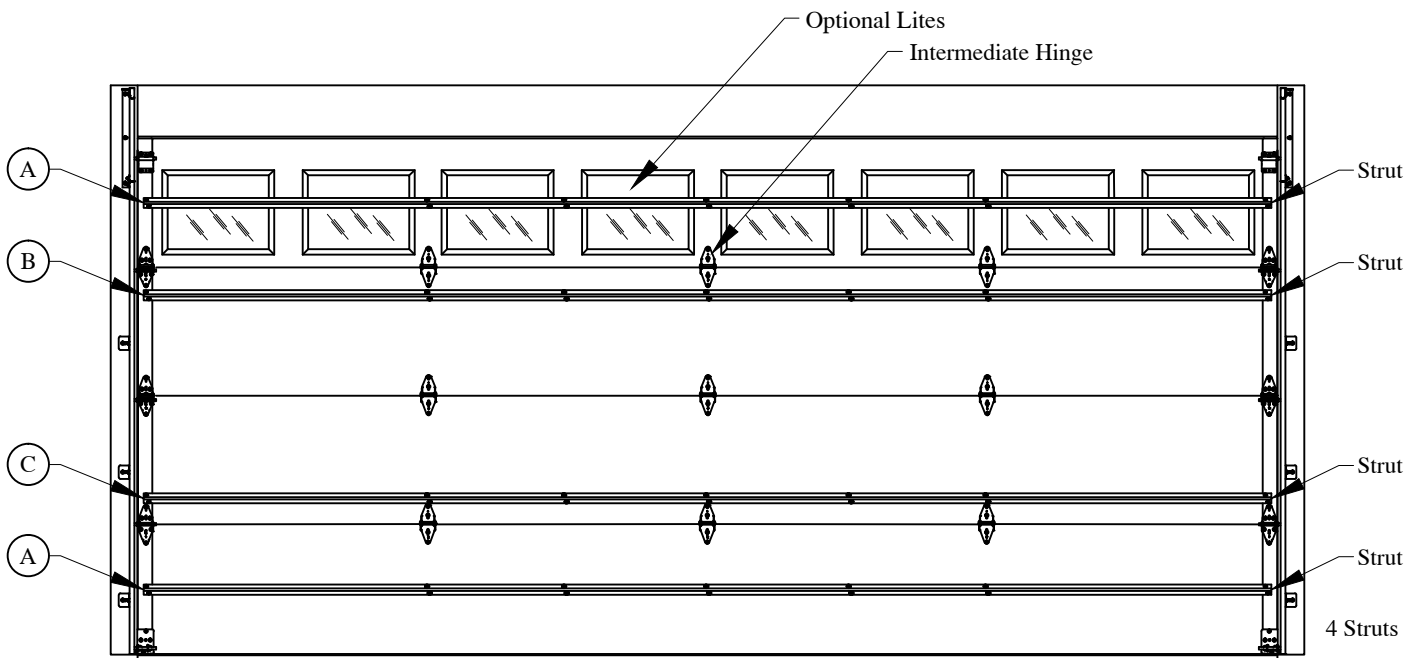 Optional Lites
Intermediate Hinge
A
Strut
B
Strut
C
Strut
A
Strut
4 Struts